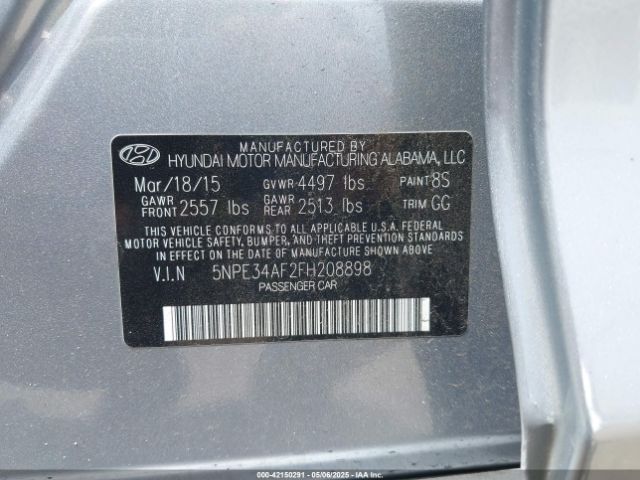 MANUFACTURED BY
HYUNDAI MOTOR MANUFACTURING ALABAMA, LLC
Mar/18/15 GVWR 4497 lbs PAINT 8S
GAWR FRONT 2557 lbs GAWR REAR 2513 lbs TRIM GG
THIS VEHICLE CONFORMS TO ALL APPLICABLE U.S.A. FEDERAL
MOTOR VEHICLE SAFETY, BUMPER, AND THEFT PREVENTION STANDARDS
IN EFFECT ON THE DATE OF MANUFACTURE SHOWN ABOVE.
V.I.N 5NPE34AF2FH208898
PASSENGER CAR
000-42150291 - 05/06/2025 - IAAI